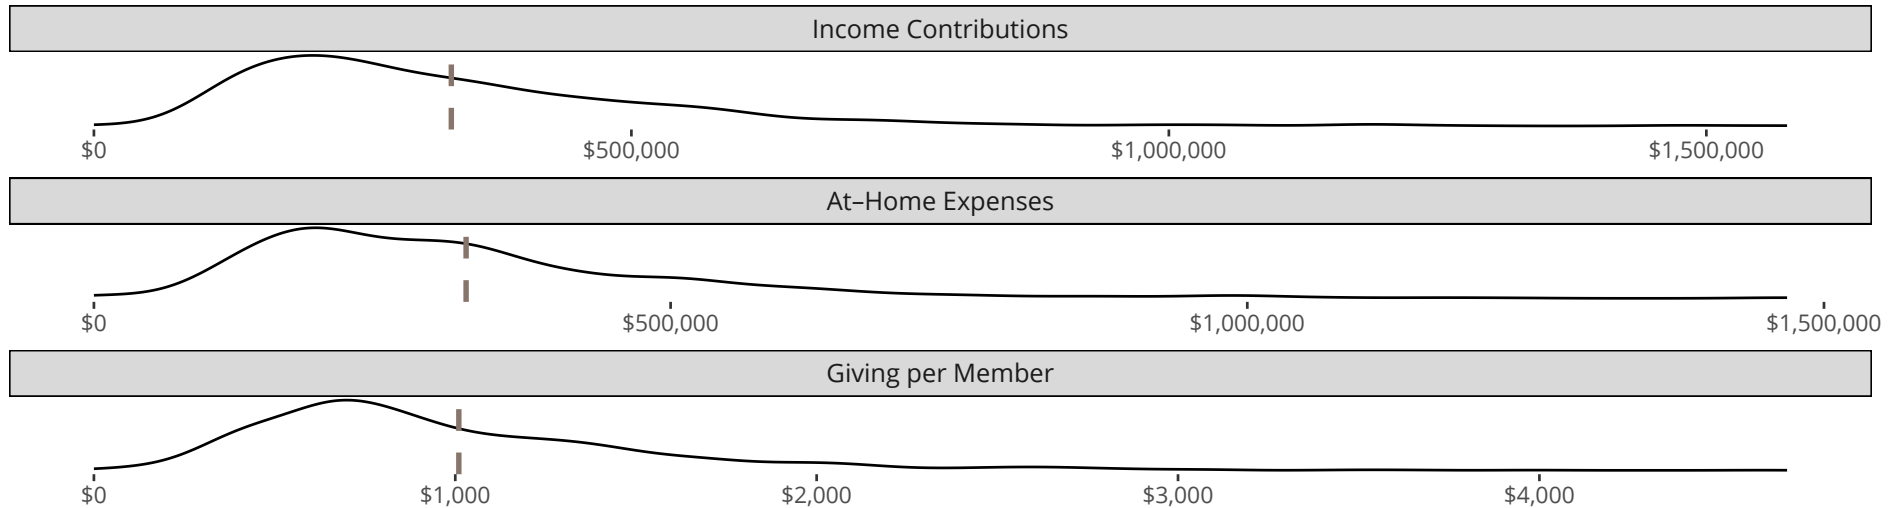 Income Contributions
$0 $500,000 $1,000,000 $1,500,000
At–Home Expenses
$0 $500,000 $1,000,000 $1,500,000
Giving per Member
$0 $1,000 $2,000 $3,000 $4,000